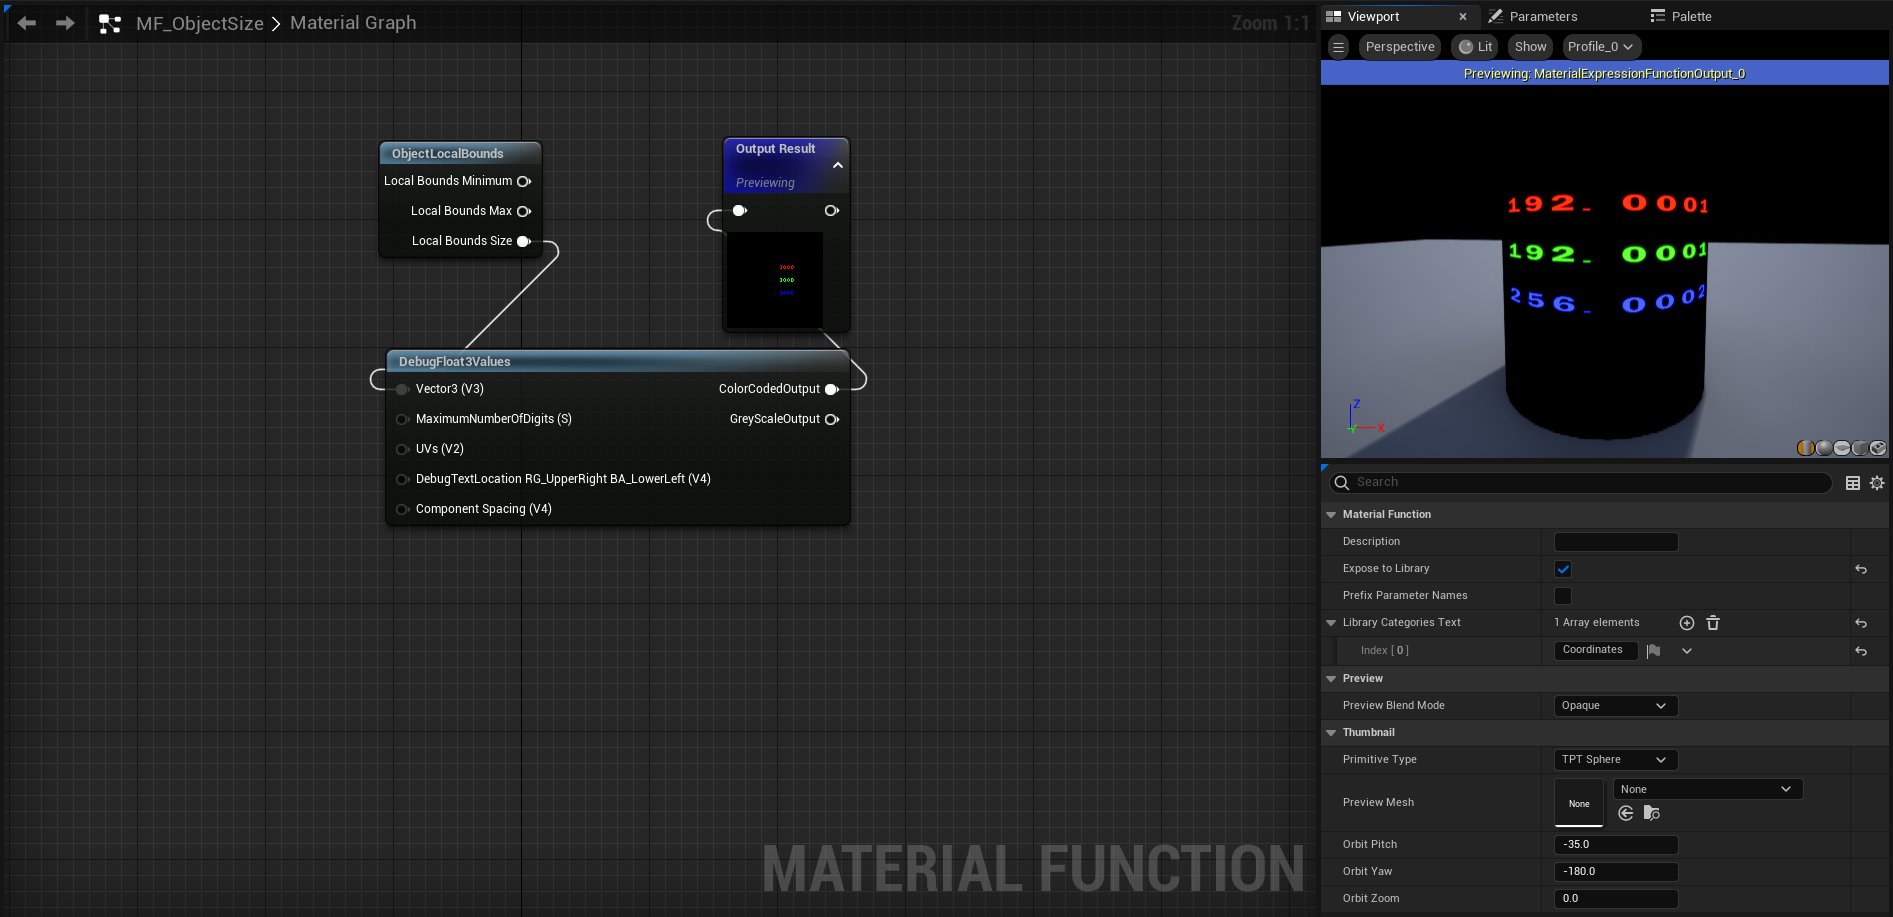 MF_ObjectSize > Material Graph
Zoom 1:1
ObjectLocalBounds
Local Bounds Minimum
Local Bounds Max
Local Bounds Size
Output Result
Previewing
3000
3000
DebugFloat3Values
Vector3 (V3)
ColorCodedOutput
MaximumNumberOfDigits (S)
GreyScaleOutput
UVs (V2)
DebugTextLocation RG_UpperRight BA_LowerLeft (V4)
Component Spacing (V4)
MATERIAL FUNCTION
Viewport
Parameters
Palette
Perspective
Lit
Show
Profile_0
Previewing: MaterialExpressionFunctionOutput_0
192. 0001
192. 0001
256. 0002
Z
Y
X
Search
Material Function
Description
Expose to Library
Prefix Parameter Names
Library Categories Text
1 Array elements
Index [ 0 ]
Coordinates
Preview
Preview Blend Mode
Opaque
Thumbnail
Primitive Type
TPT Sphere
Preview Mesh
None
None
Orbit Pitch
-35.0
Orbit Yaw
-180.0
Orbit Zoom
0.0